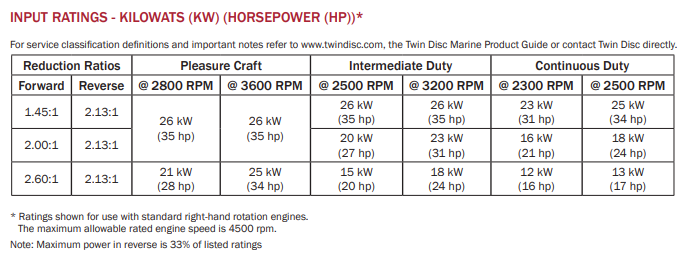 INPUT RATINGS - KILOWATS (KW) (HORSEPOWER (HP))*
For service classification definitions and important notes refer to www.twindisc.com, the Twin Disc Marine Product Guide or contact Twin Disc directly.
Reduction Ratios Pleasure Craft Intermediate Duty Continuous Duty
Forward Reverse @ 2800 RPM @ 3600 RPM @ 2500 RPM @ 3200 RPM @ 2300 RPM @ 2500 RPM
1.45:1 2.13:1 26 kW (35 hp) 26 kW (35 hp) 26 kW (35 hp) 26 kW (35 hp) 23 kW (31 hp) 25 kW (34 hp)
2.00:1 2.13:1 20 kW (27 hp) 23 kW (31 hp) 16 kW (21 hp) 18 kW (24 hp)
2.60:1 2.13:1 21 kW (28 hp) 25 kW (34 hp) 15 kW (20 hp) 18 kW (24 hp) 12 kW (16 hp) 13 kW (17 hp)
* Ratings shown for use with standard right-hand rotation engines.
The maximum allowable rated engine speed is 4500 rpm.
Note: Maximum power in reverse is 33% of listed ratings